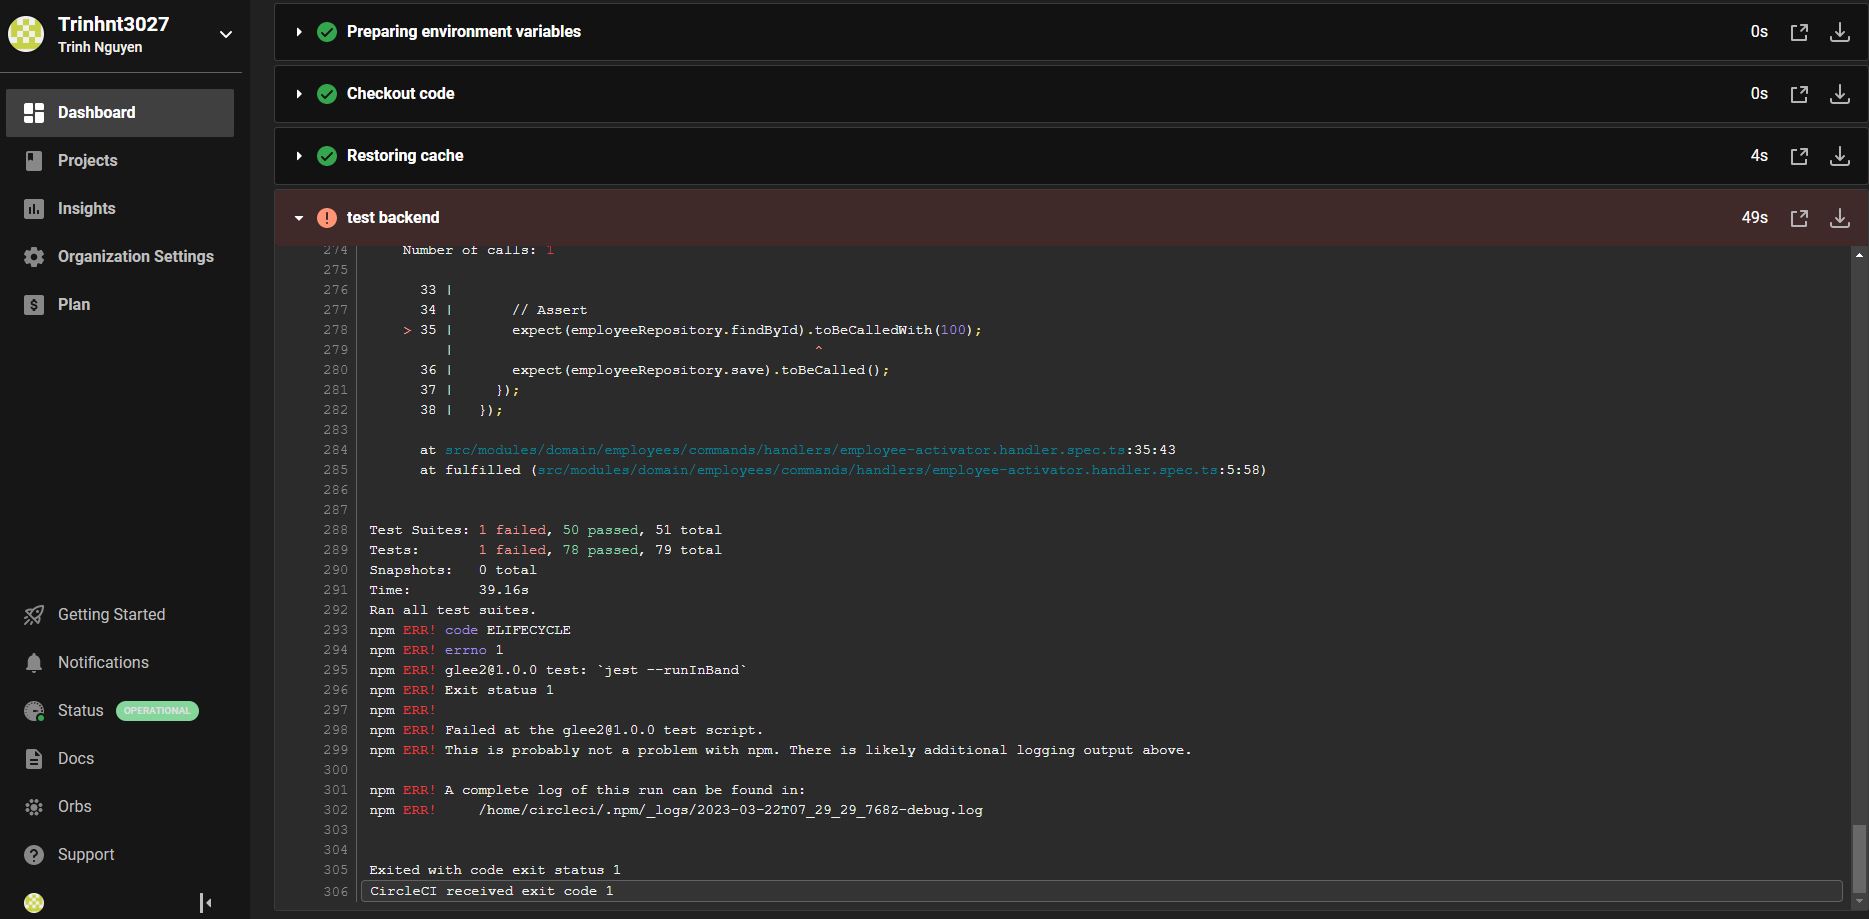 Trinhnt3027
Trinh Nguyen
Dashboard
Projects
Insights
Organization Settings
Plan
Getting Started
Notifications
Status OPERATIONAL
Docs
Orbs
Support
Preparing environment variables 0s
Checkout code 0s
Restoring cache 4s
test backend 49s
274 Number of calls: 1
275
276 33 |
277 34 | // Assert
278 > 35 | expect(employeeRepository.findById).toBeCalledWith(100);
279 | ^
280 36 | expect(employeeRepository.save).toBeCalled();
281 37 | });
282 38 | });
283
284 at src/modules/domain/employees/commands/handlers/employee-activator.handler.spec.ts:35:43
285 at fulfilled (src/modules/domain/employees/commands/handlers/employee-activator.handler.spec.ts:5:58)
286
287
288 Test Suites: 1 failed, 50 passed, 51 total
289 Tests: 1 failed, 78 passed, 79 total
290 Snapshots: 0 total
291 Time: 39.16s
292 Ran all test suites.
293 npm ERR! code ELIFECYCLE
294 npm ERR! errno 1
295 npm ERR! glee2@1.0.0 test: `jest --runInBand`
296 npm ERR! Exit status 1
297 npm ERR!
298 npm ERR! Failed at the glee2@1.0.0 test script.
299 npm ERR! This is probably not a problem with npm. There is likely additional logging output above.
300
301 npm ERR! A complete log of this run can be found in:
302 npm ERR! /home/circleci/.npm/_logs/2023-03-22T07_29_29_768Z-debug.log
303
304
305 Exited with code exit status 1
306 CircleCI received exit code 1